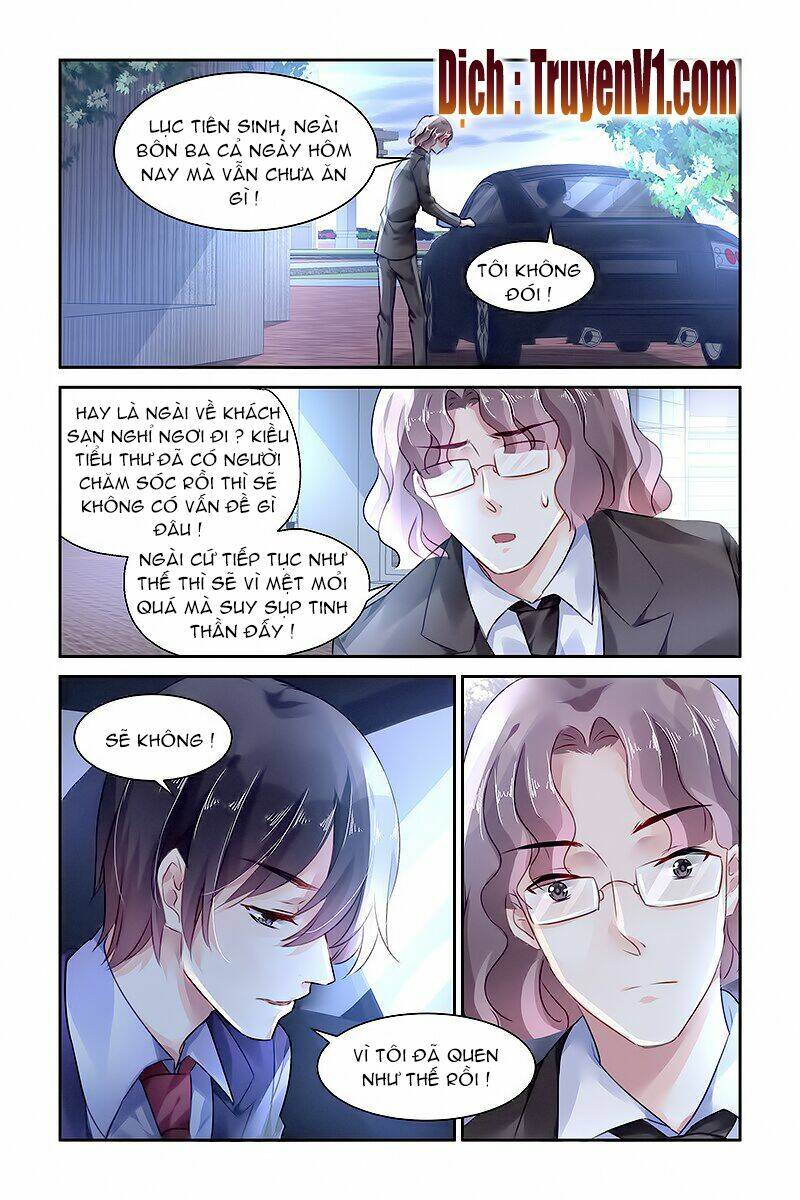 Dịch : TruyenV1.com
LỤC TIÊN SINH, NGÀI
BÔN BA CẢ NGÀY HÔM
NAY MÀ VẪN CHƯA ĂN
GÌ !
TÔI KHÔNG
ĐÓI !
HAY LÀ NGÀI VỀ KHÁCH
SẠN NGHỈ NGƠI ĐI ? KIỀU
TIỂU THƯ ĐÃ CÓ NGƯỜI
CHĂM SÓC RỒI THÌ SẼ
KHÔNG CÓ VẤN ĐỀ GÌ
ĐÂU !
NGÀI CỨ TIẾP TỤC NHƯ
THẾ THÌ SẼ VÌ MỆT MỎI
QUÁ MÀ SUY SỤP TINH
THẦN ĐẤY !
SẼ KHÔNG !
VÌ TÔI ĐÃ QUEN
NHƯ THẾ RỒI !